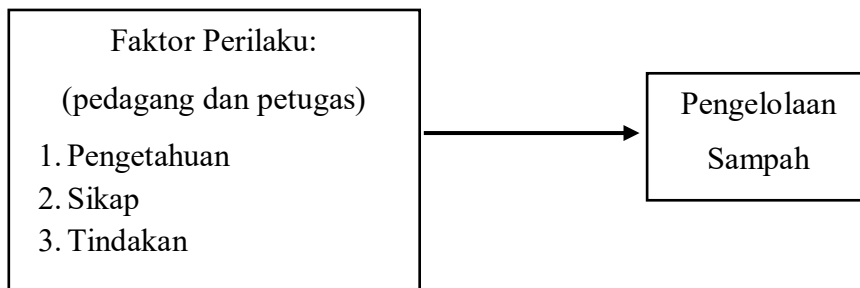 Faktor Perilaku:
(pedagang dan petugas)
1. Pengetahuan
2. Sikap
3. Tindakan
Pengelolaan
Sampah